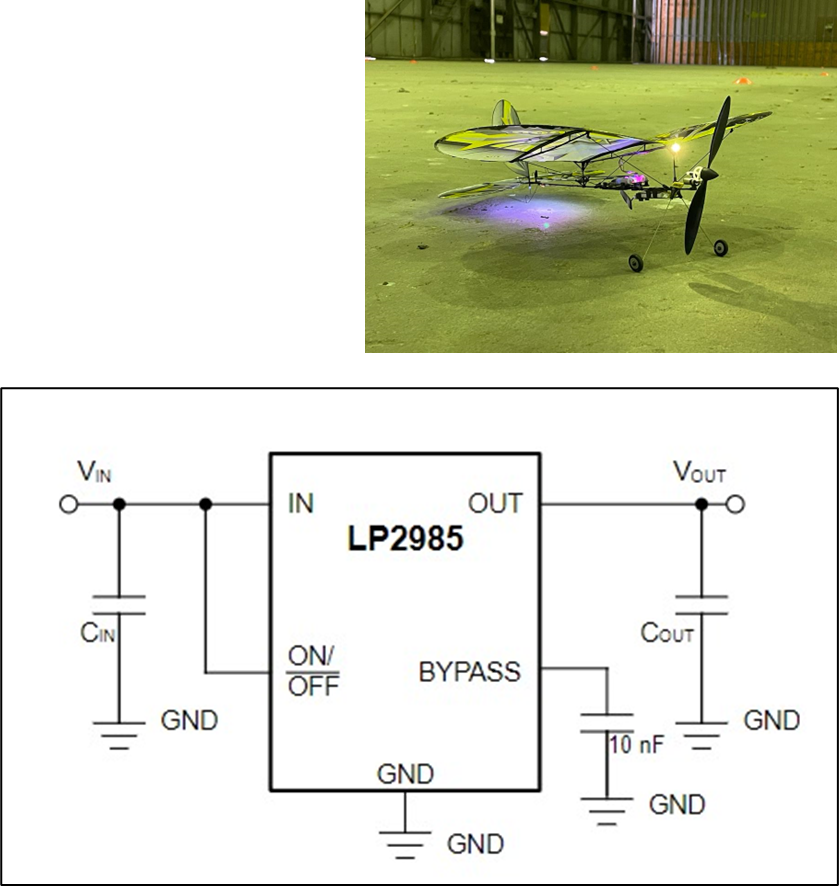 VIN
VOUT
IN
OUT
LP2985
CIN
COUT
ON/
OFF
BYPASS
GND
GND
10 nF
GND
GND
GND